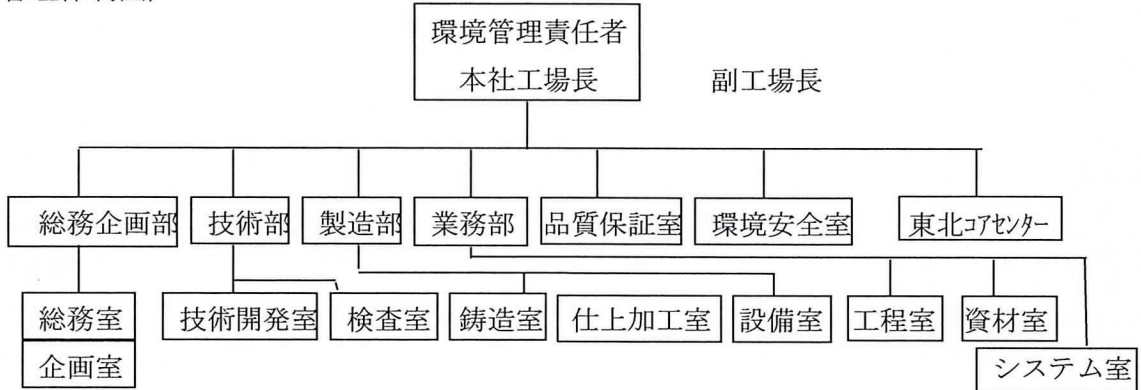 環境管理責任者
本社工場長
副工場長
総務企画部
技術部
製造部
業務部
品質保証室
環境安全室
東北コアセンター
総務室
技術開発室
検査室
鋳造室
仕上加工室
設備室
工程室
資材室
企画室
システム室